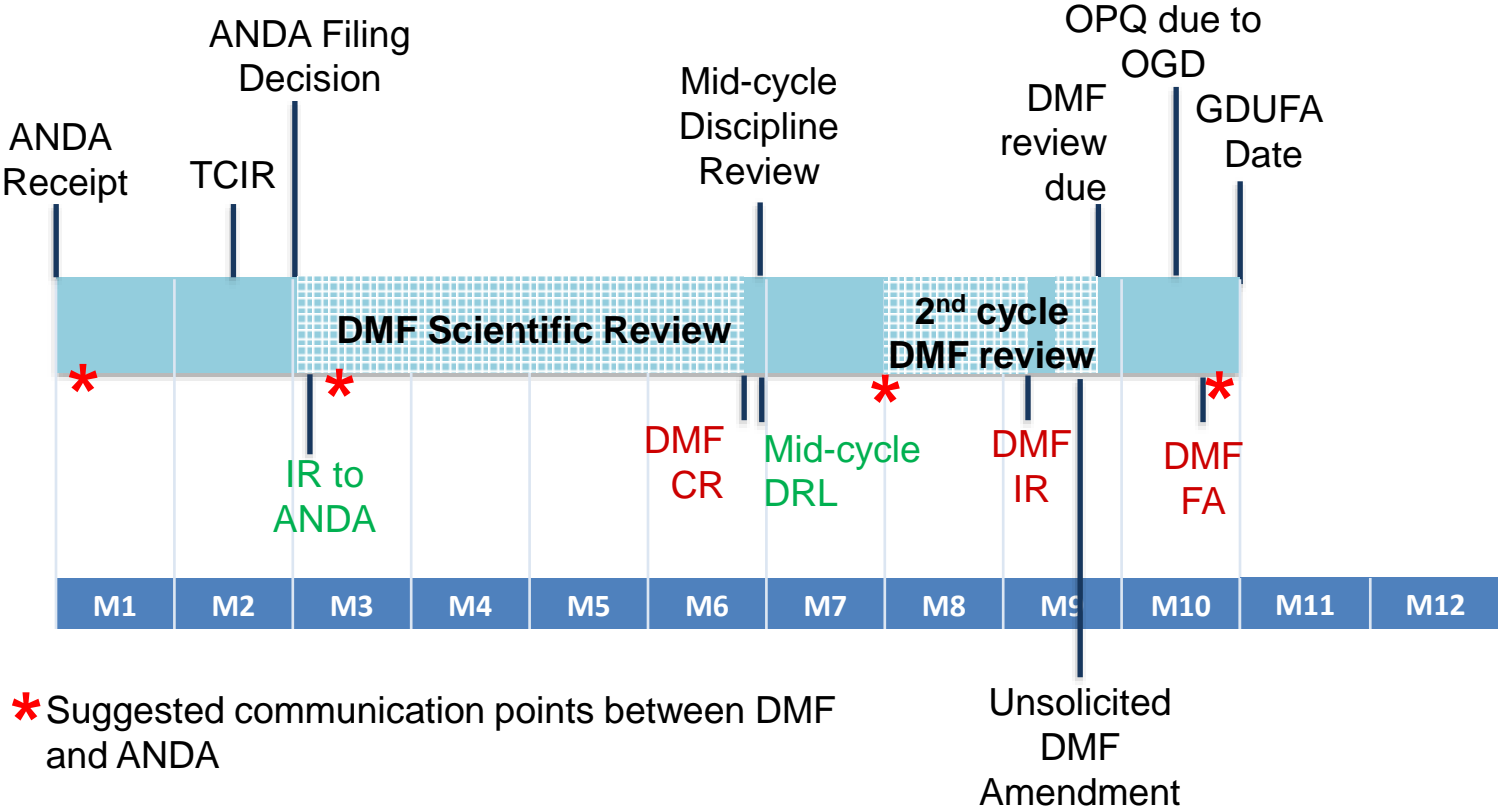 ANDA
Receipt
TCIR
ANDA Filing
Decision
Mid-cycle
Discipline
Review
DMF
review
due
OPQ due to
OGD
GDUFA
Date
DMF Scientific Review
2nd cycle
DMF review
*
*
*
*
IR to
ANDA
DMF
CR
Mid-cycle
DRL
DMF
IR
DMF
FA
M1 M2 M3 M4 M5 M6 M7 M8 M9 M10 M11 M12
Unsolicited
DMF
Amendment
* Suggested communication points between DMF
and ANDA